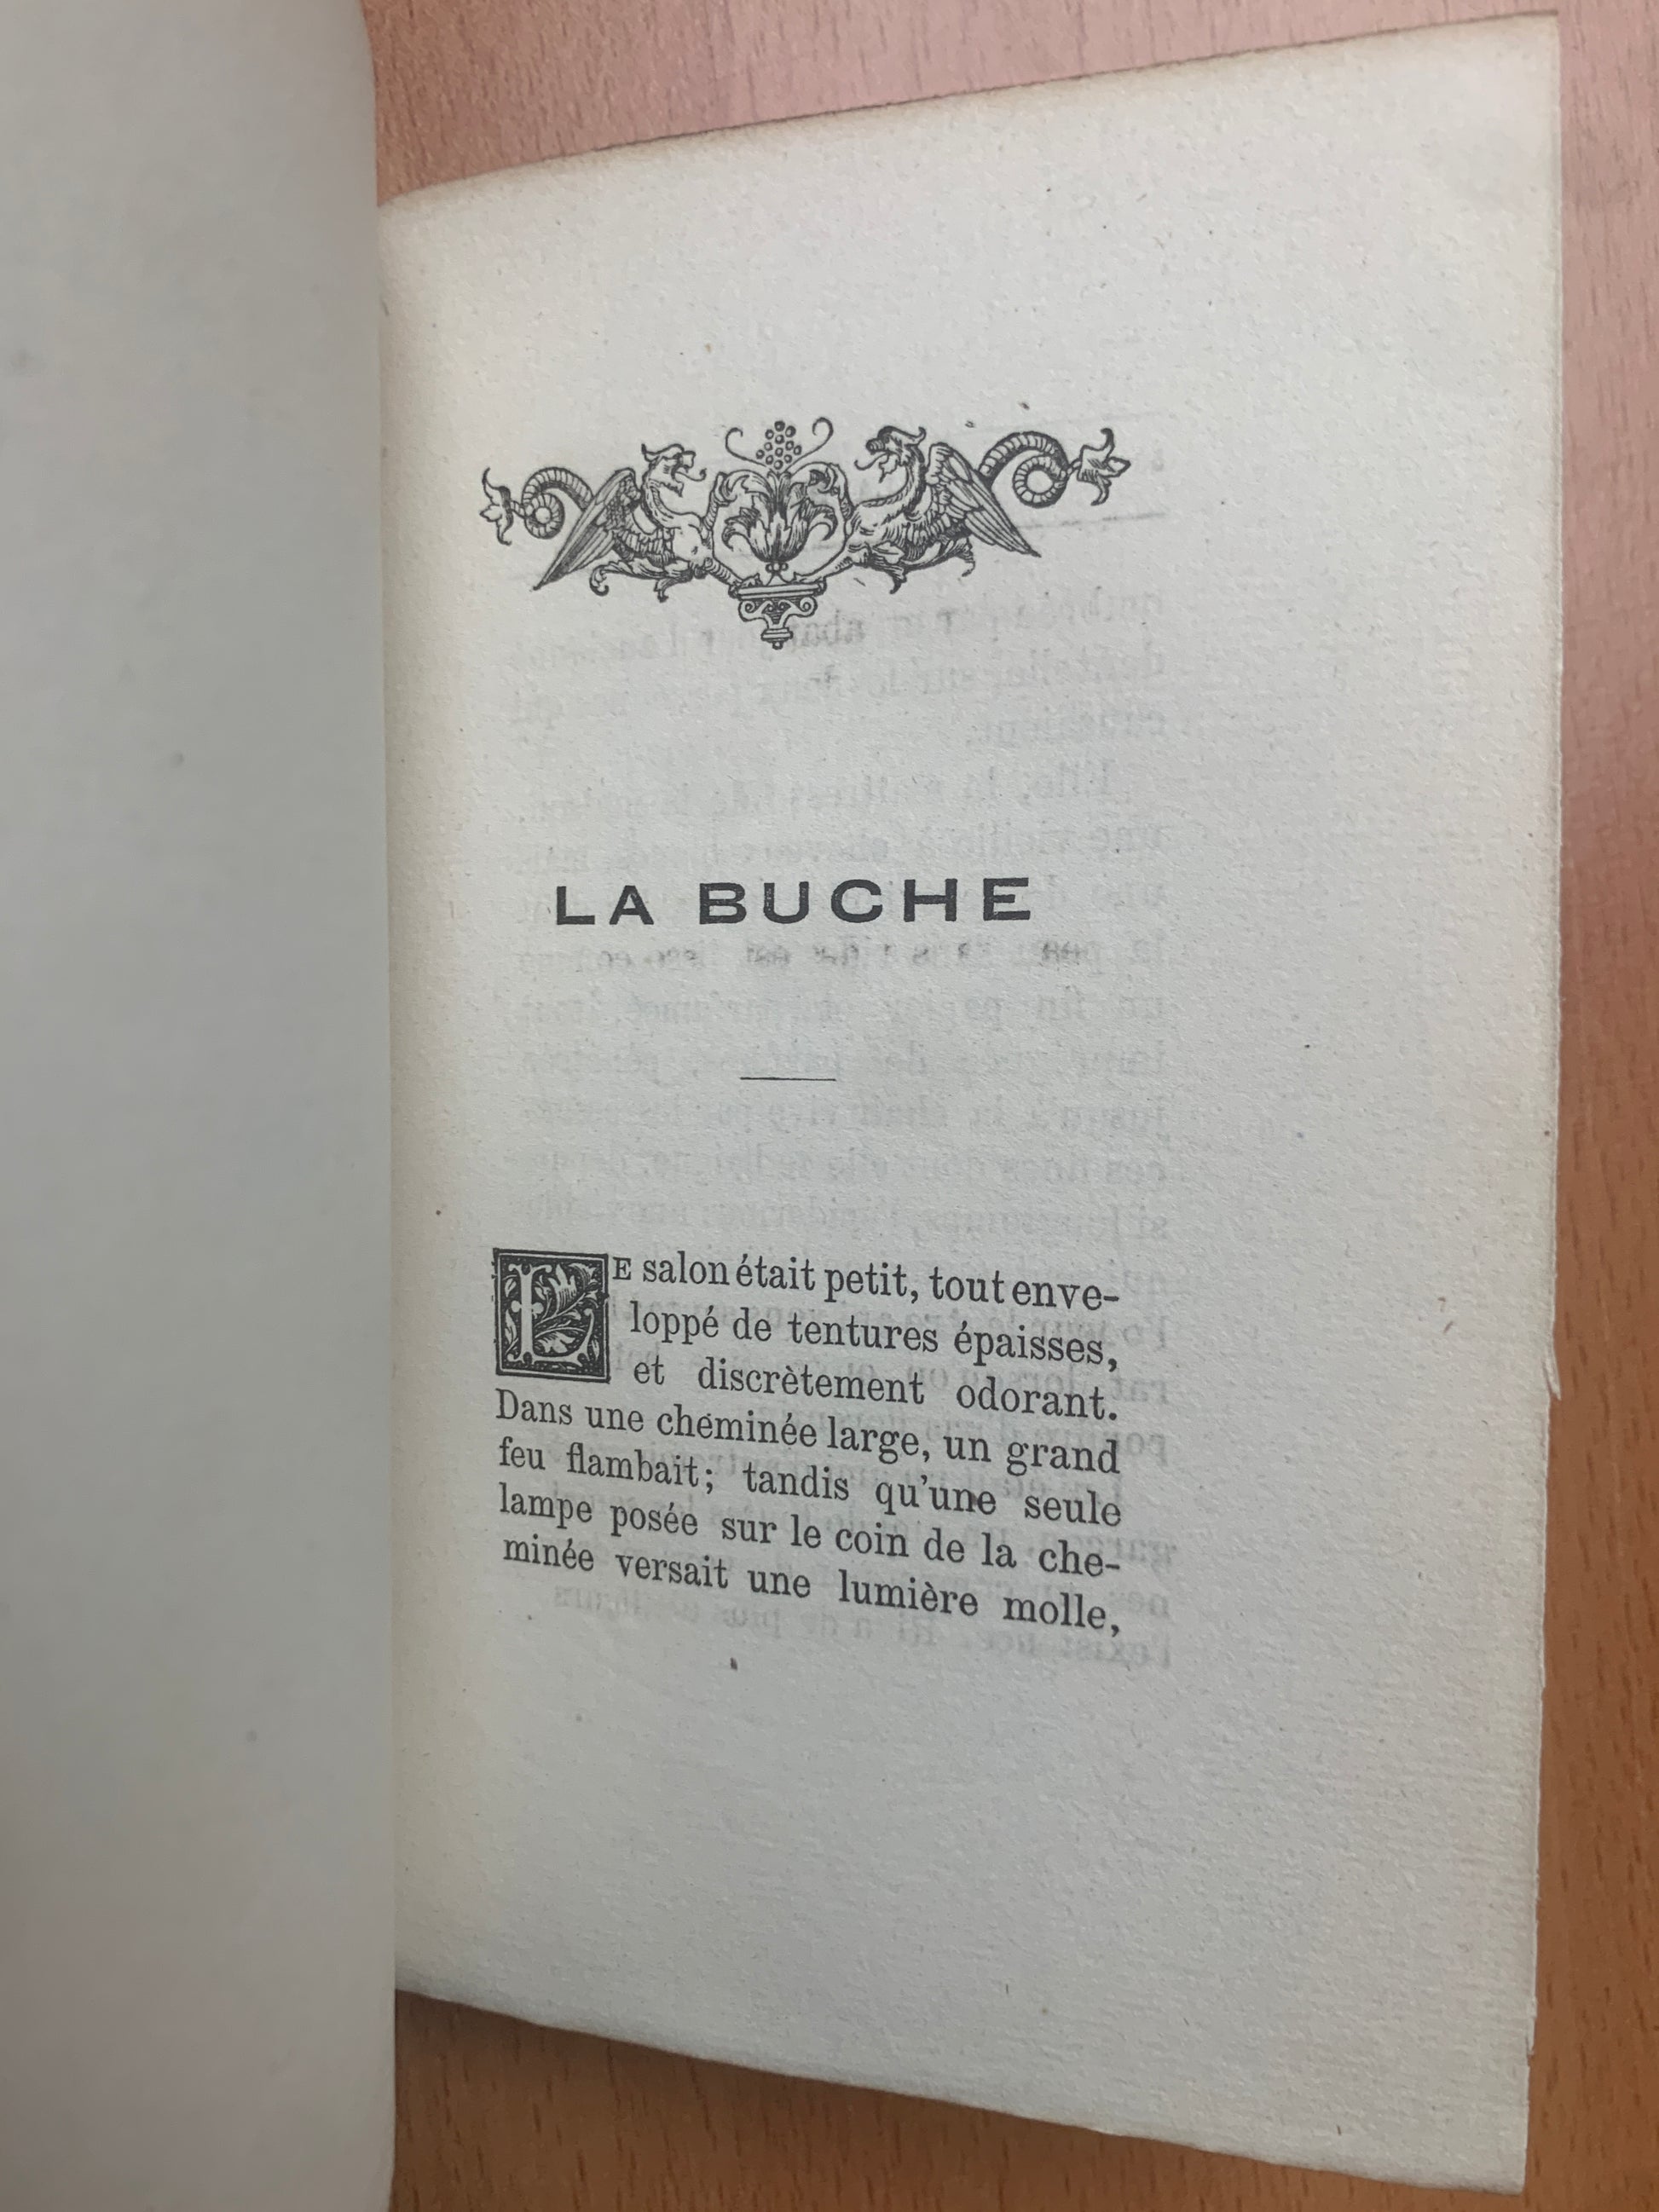 LA BUCHE
LE salon était petit, tout enve-
loppé de tentures épaisses,
et discrètement odorant.
Dans une cheminée large, un grand
feu flambait; tandis qu'une seule
lampe posée sur le coin de la che-
minée versait une lumière molle,